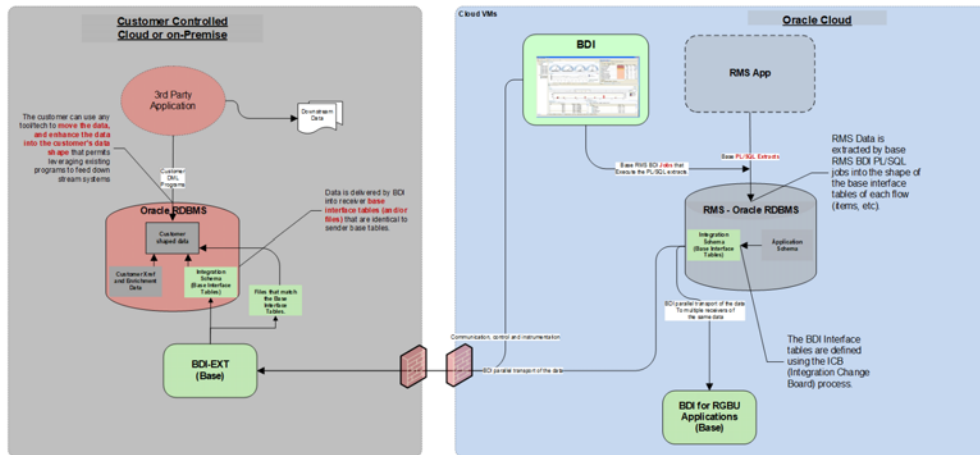 Customer Controlled
Cloud or on-Premise
3rd Party
Application
Downstream
Data
The customer can use any
tool/tech to move the data,
and enhance the data
into the customer's data
shape that permits
leveraging existing
programs to feed down
stream systems
Customer
DML
Programs
Data is delivered by BDI
into receiver base
interface tables (and/or
files) that are identical to
sender base tables.
Oracle RDBMS
Customer
shaped data
Customer Xref
and Enrichment
Data
Integration
Schema
(Base Interface
Tables)
Files that match
the Base
Interface
Tables.
BDI-EXT
(Base)
Cloud VMs
Oracle Cloud
BDI
RMS App
Base RMS BDI Jobs that
Execute the PL/SQL extracts.
Base PL/SQL Extracts
RMS Data is
extracted by base
RMS BDI PL/SQL
jobs into the shape of
the base interface
tables of each flow
(items, etc).
RMS - Oracle RDBMS
Integration
Schema
(Base Interface
Tables)
Application
Schema
BDI parallel transport of the data
To multiple receivers of
the same data
Communication, control and instrumentation
BDI parallel transport of the data
The BDI Interface
tables are defined
using the ICB
(Integration Change
Board) process.
BDI for RGBU
Applications
(Base)